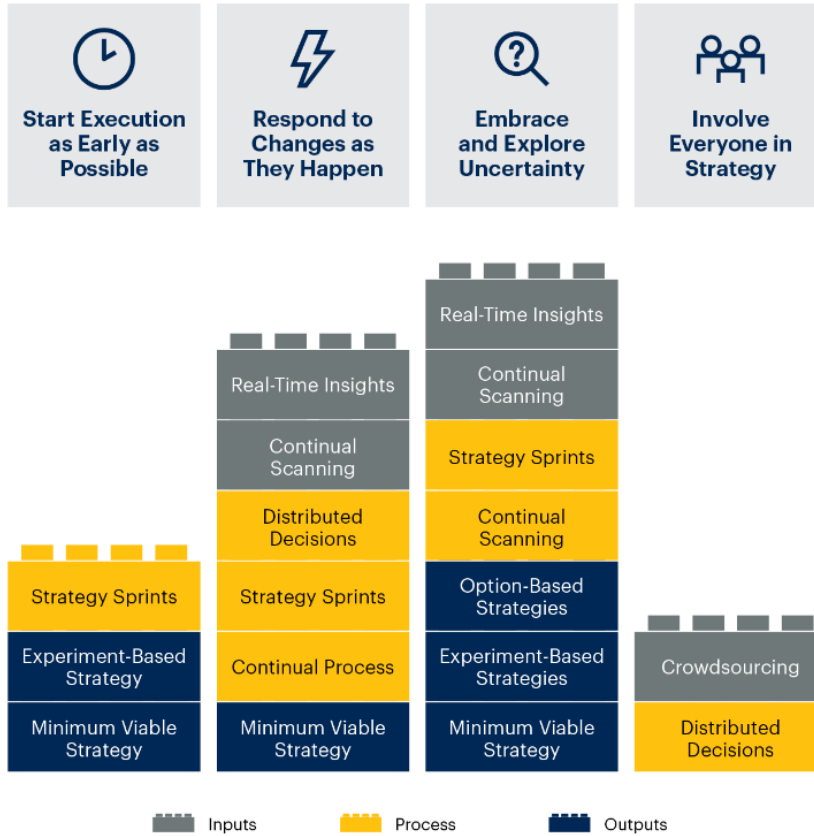 Start Execution
as Early as
Possible
Respond to
Changes as
They Happen
Embrace
and Explore
Uncertainty
Involve
Everyone in
Strategy
Strategy Sprints
Experiment-Based
Strategy
Minimum Viable
Strategy
Real-Time Insights
Continual
Scanning
Distributed
Decisions
Strategy Sprints
Continual Process
Minimum Viable
Strategy
Real-Time Insights
Continual
Scanning
Strategy Sprints
Continual
Scanning
Option-Based
Strategies
Experiment-Based
Strategies
Minimum Viable
Strategy
Crowdsourcing
Distributed
Decisions
Inputs
Process
Outputs